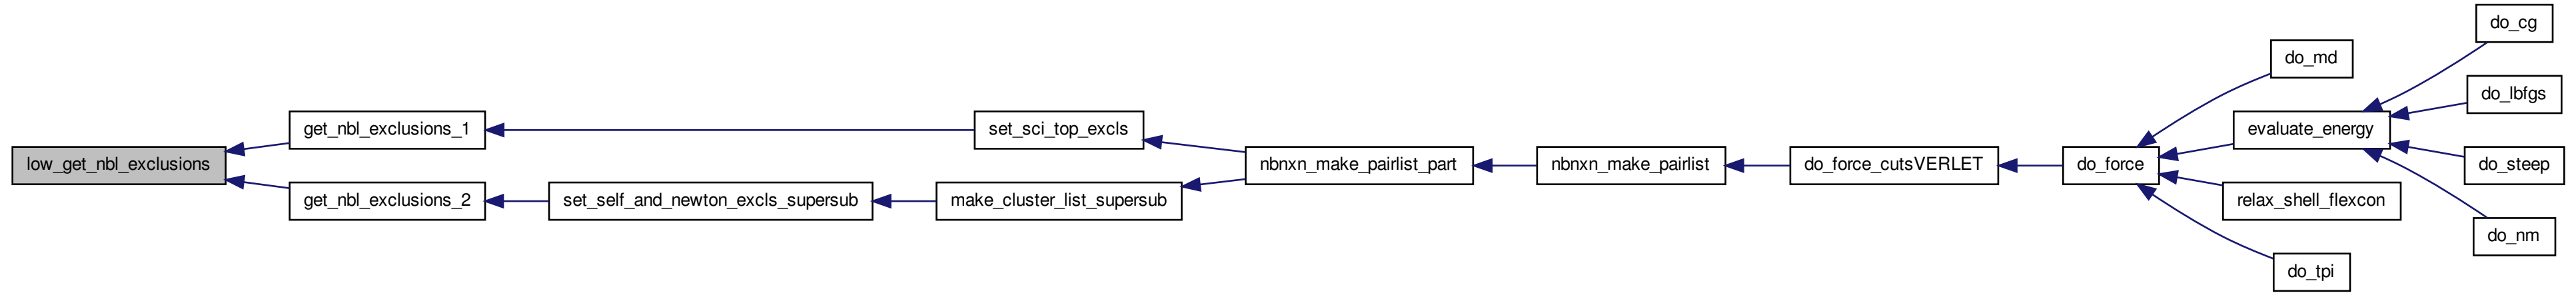 low_get_nbl_exclusions
get_nbl_exclusions_1
get_nbl_exclusions_2
set_self_and_newton_excls_supersub
set_sci_top_excls
make_cluster_list_supersub
nbnxn_make_pairlist_part
nbnxn_make_pairlist
do_force_cutsVERLET
do_force
do_md
evaluate_energy
relax_shell_flexcon
do_tpi
do_cg
do_lbfgs
do_steep
do_nm